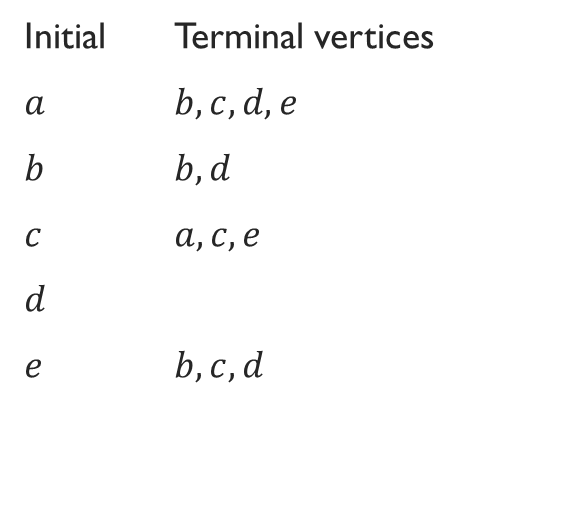 Initial Terminal vertices
a b, c, d, e
b b, d
c a, c, e
d
e b, c, d